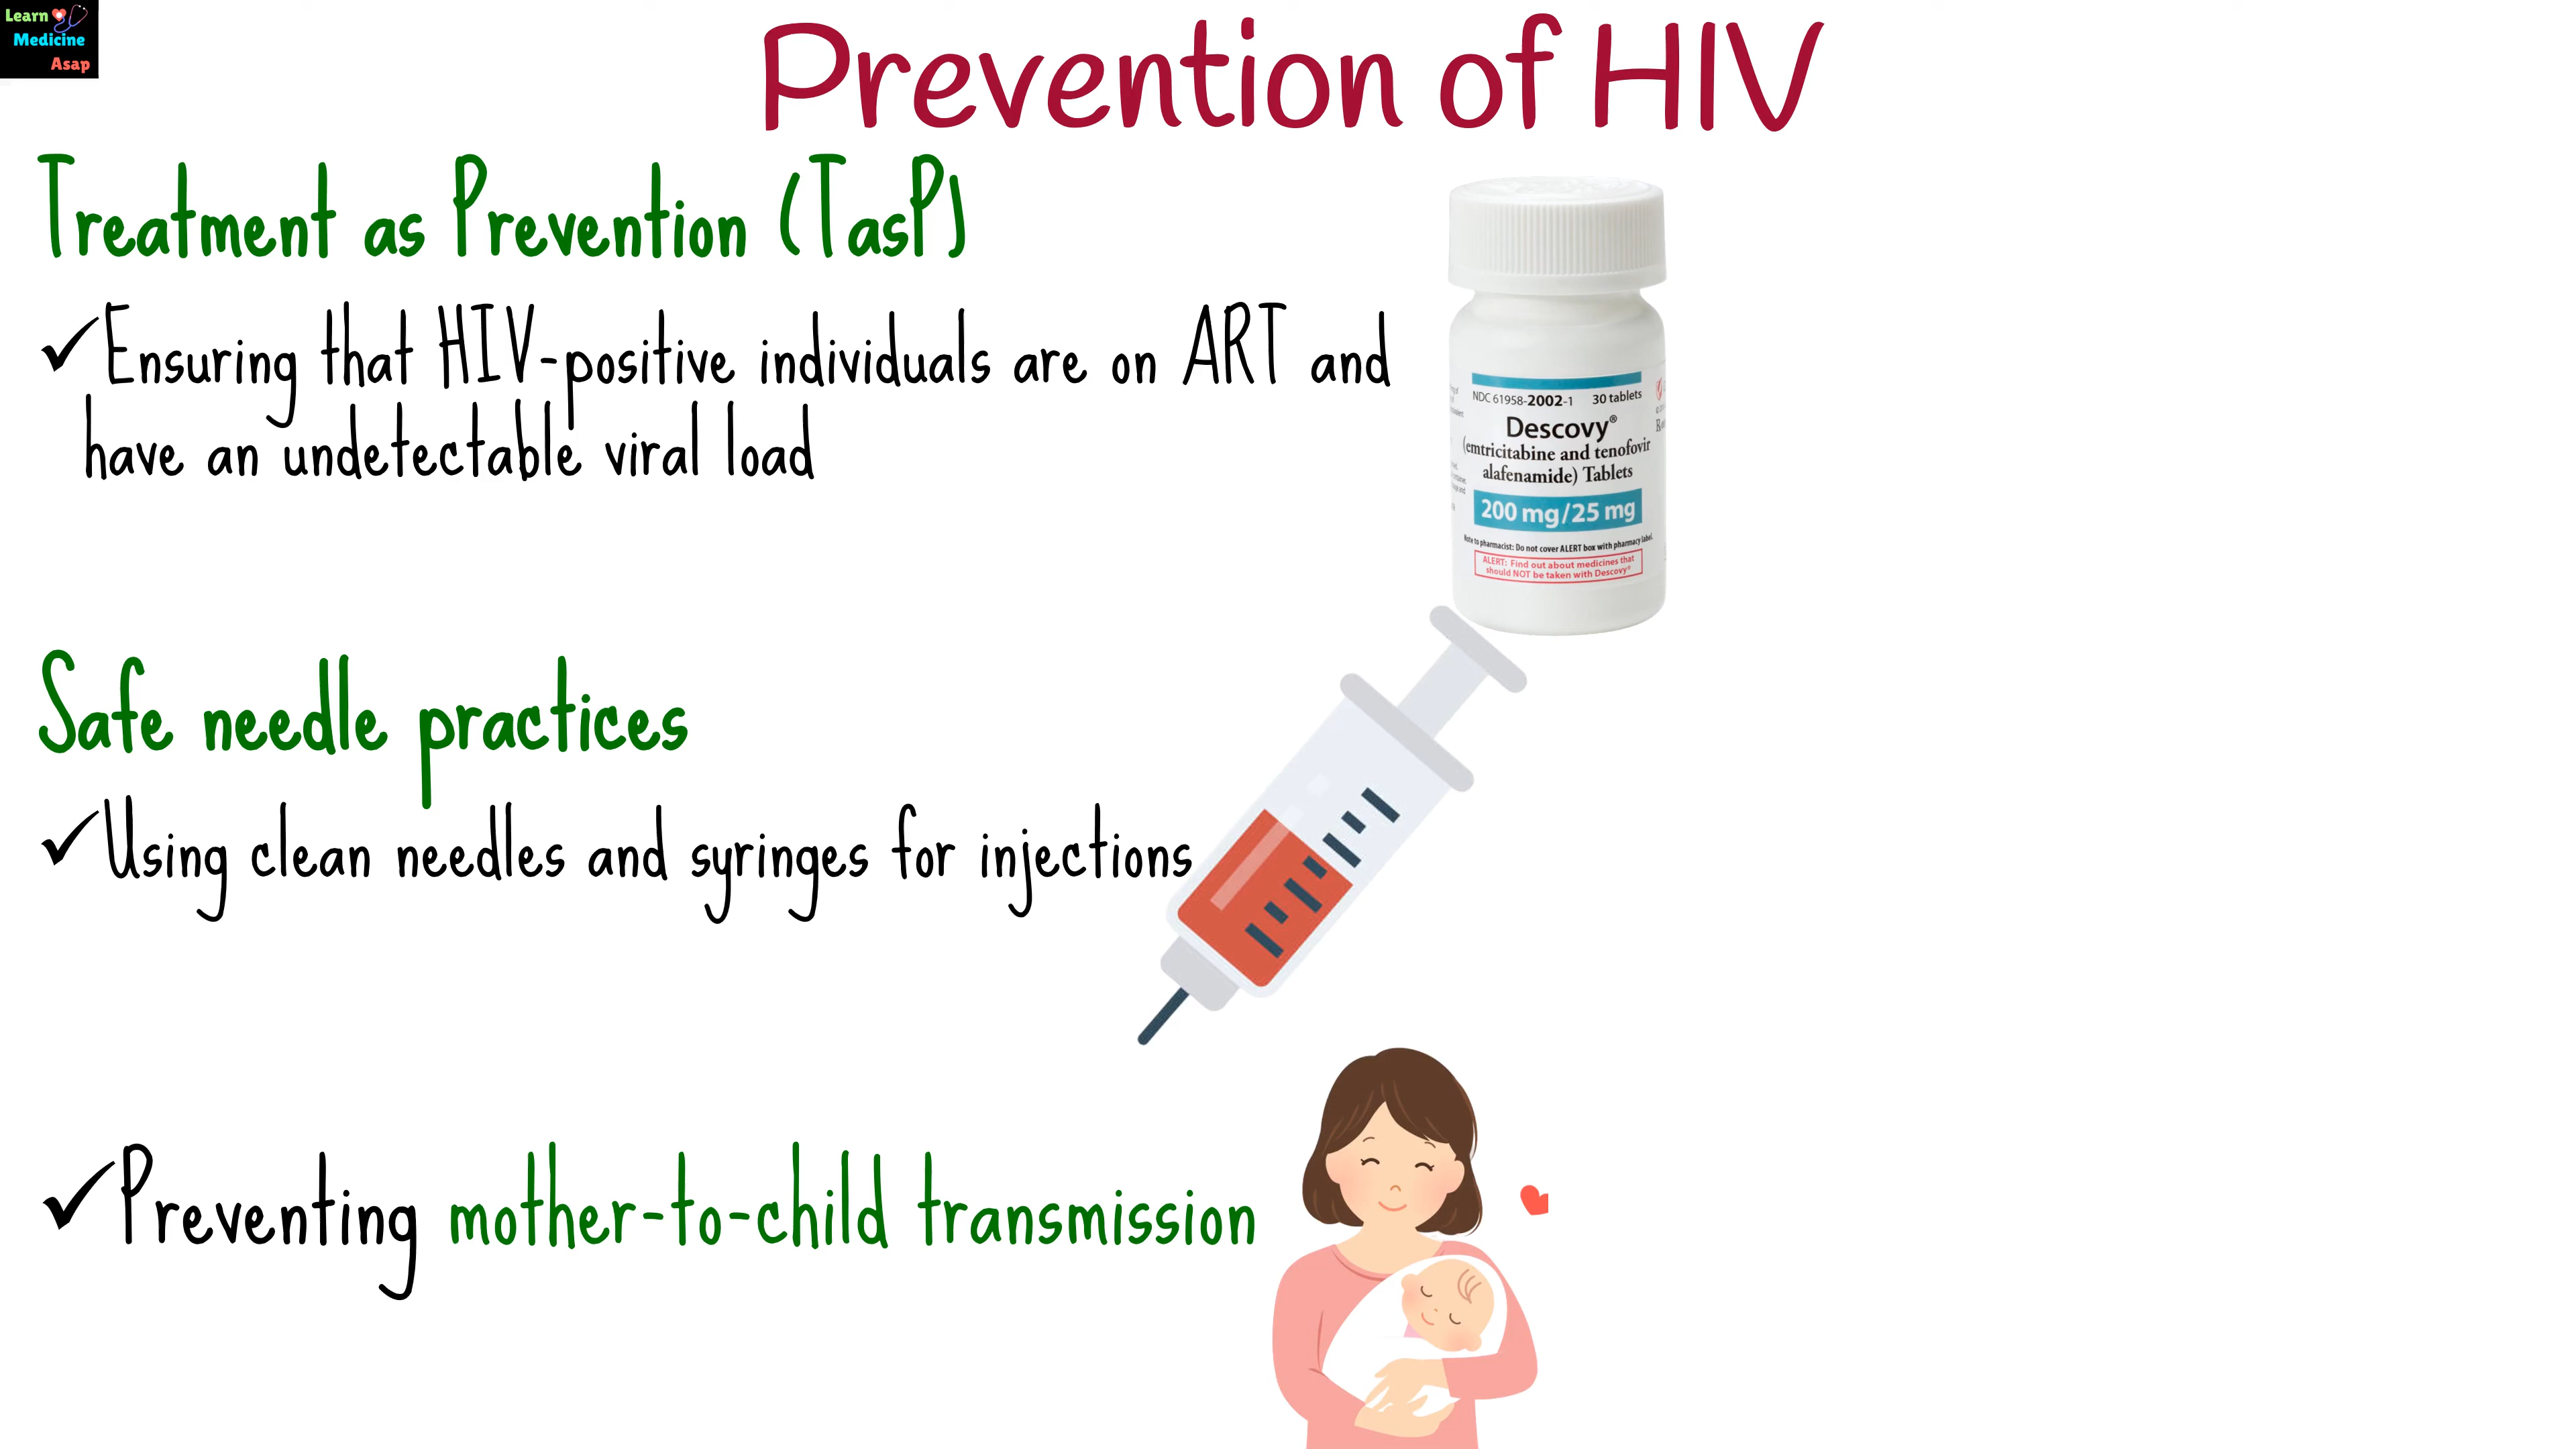 Learn
Medicine
Asap
Prevention of HIV
Treatment as Prevention (TasP)
✓Ensuring that HIV-positive individuals are on ART and
have an undetectable viral load
NDC 61958-2002-1 30 tablets
Descovy®
(emtricitabine and tenofovir
alafenamide) Tablets
200 mg/25 mg
Note to pharmacist: Do not cover ALERT box with pharmacy label.
ALERT: Find out about medicines that
should NOT be taken with Descovy®
Safe needle practices
✓Using clean needles and syringes for injections
✓Preventing mother-to-child transmission